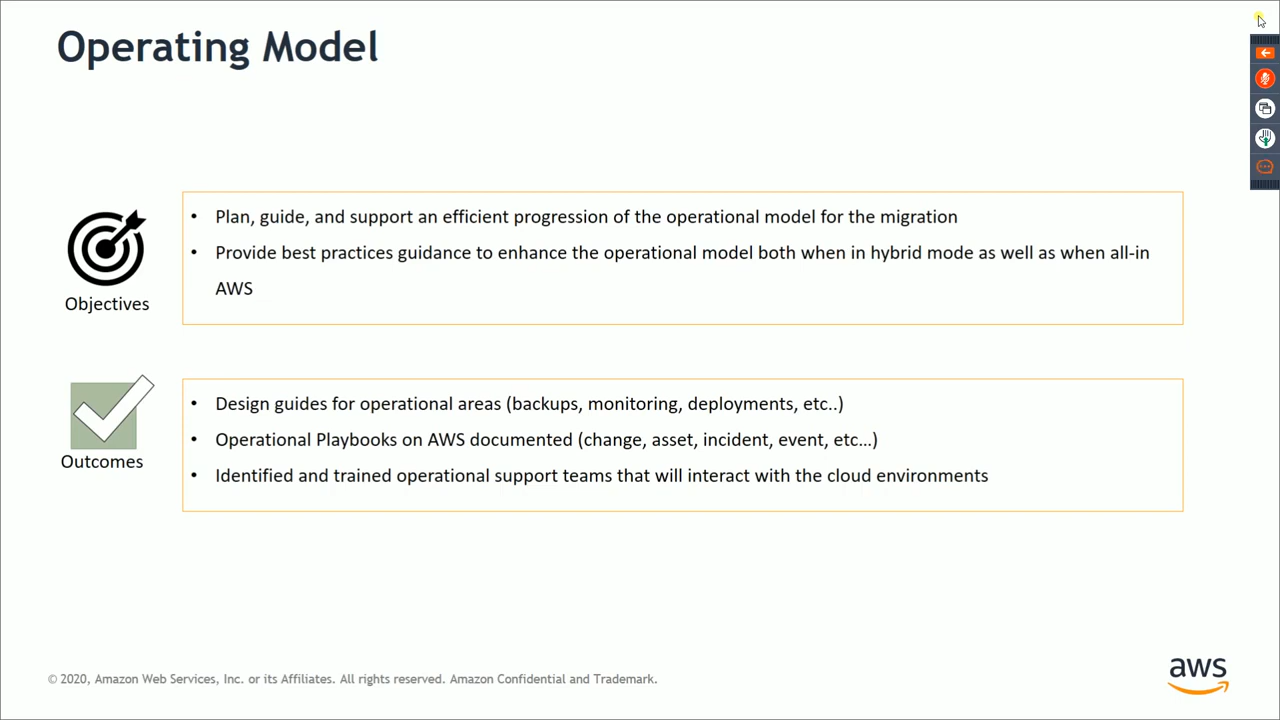 Operating Model
• Plan, guide, and support an efficient progression of the operational model for the migration
• Provide best practices guidance to enhance the operational model both when in hybrid mode as well as when all-in
AWS
Objectives
• Design guides for operational areas (backups, monitoring, deployments, etc..)
• Operational Playbooks on AWS documented (change, asset, incident, event, etc...)
• Identified and trained operational support teams that will interact with the cloud environments
Outcomes
© 2020, Amazon Web Services, Inc. or its Affiliates. All rights reserved. Amazon Confidential and Trademark.
aws